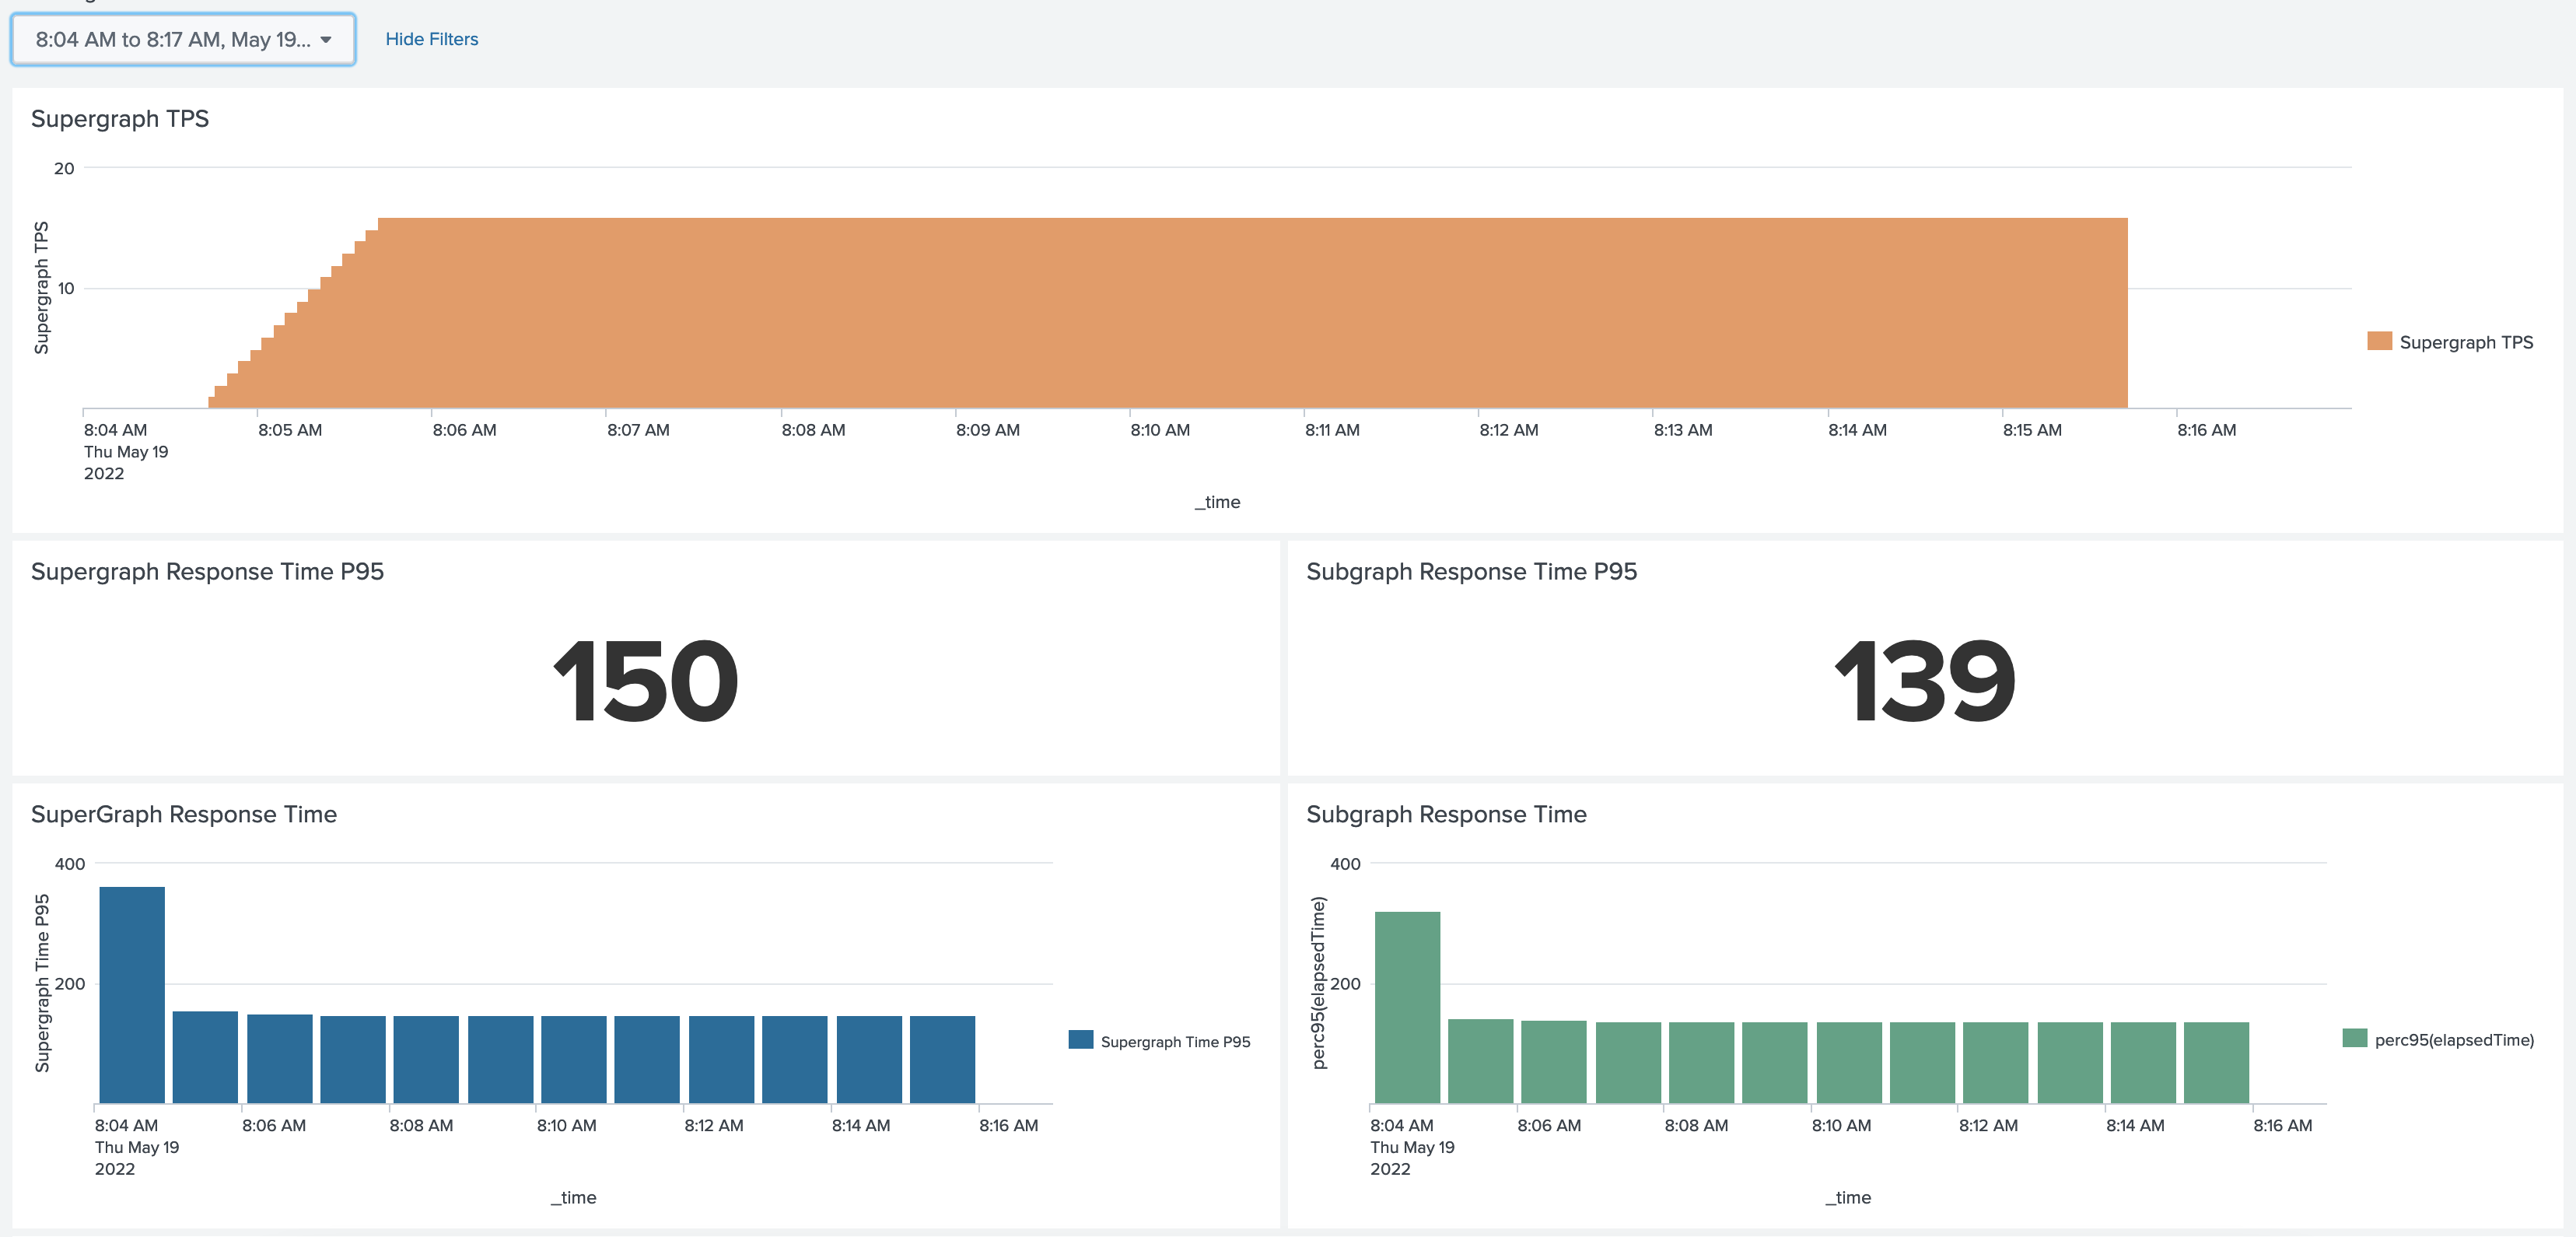 8:04 AM to 8:17 AM, May 19...
Hide Filters
Supergraph TPS
20
10
Supergraph TPS
Supergraph TPS
8:04 AM
Thu May 19
2022
8:05 AM
8:06 AM
8:07 AM
8:08 AM
8:09 AM
8:10 AM
8:11 AM
8:12 AM
8:13 AM
8:14 AM
8:15 AM
8:16 AM
_time
Supergraph Response Time P95
150
Subgraph Response Time P95
139
SuperGraph Response Time
400
200
Supergraph Time P95
Supergraph Time P95
8:04 AM
Thu May 19
2022
8:06 AM
8:08 AM
8:10 AM
8:12 AM
8:14 AM
8:16 AM
_time
Subgraph Response Time
400
200
perc95(elapsedTime)
perc95(elapsedTime)
8:04 AM
Thu May 19
2022
8:06 AM
8:08 AM
8:10 AM
8:12 AM
8:14 AM
8:16 AM
_time